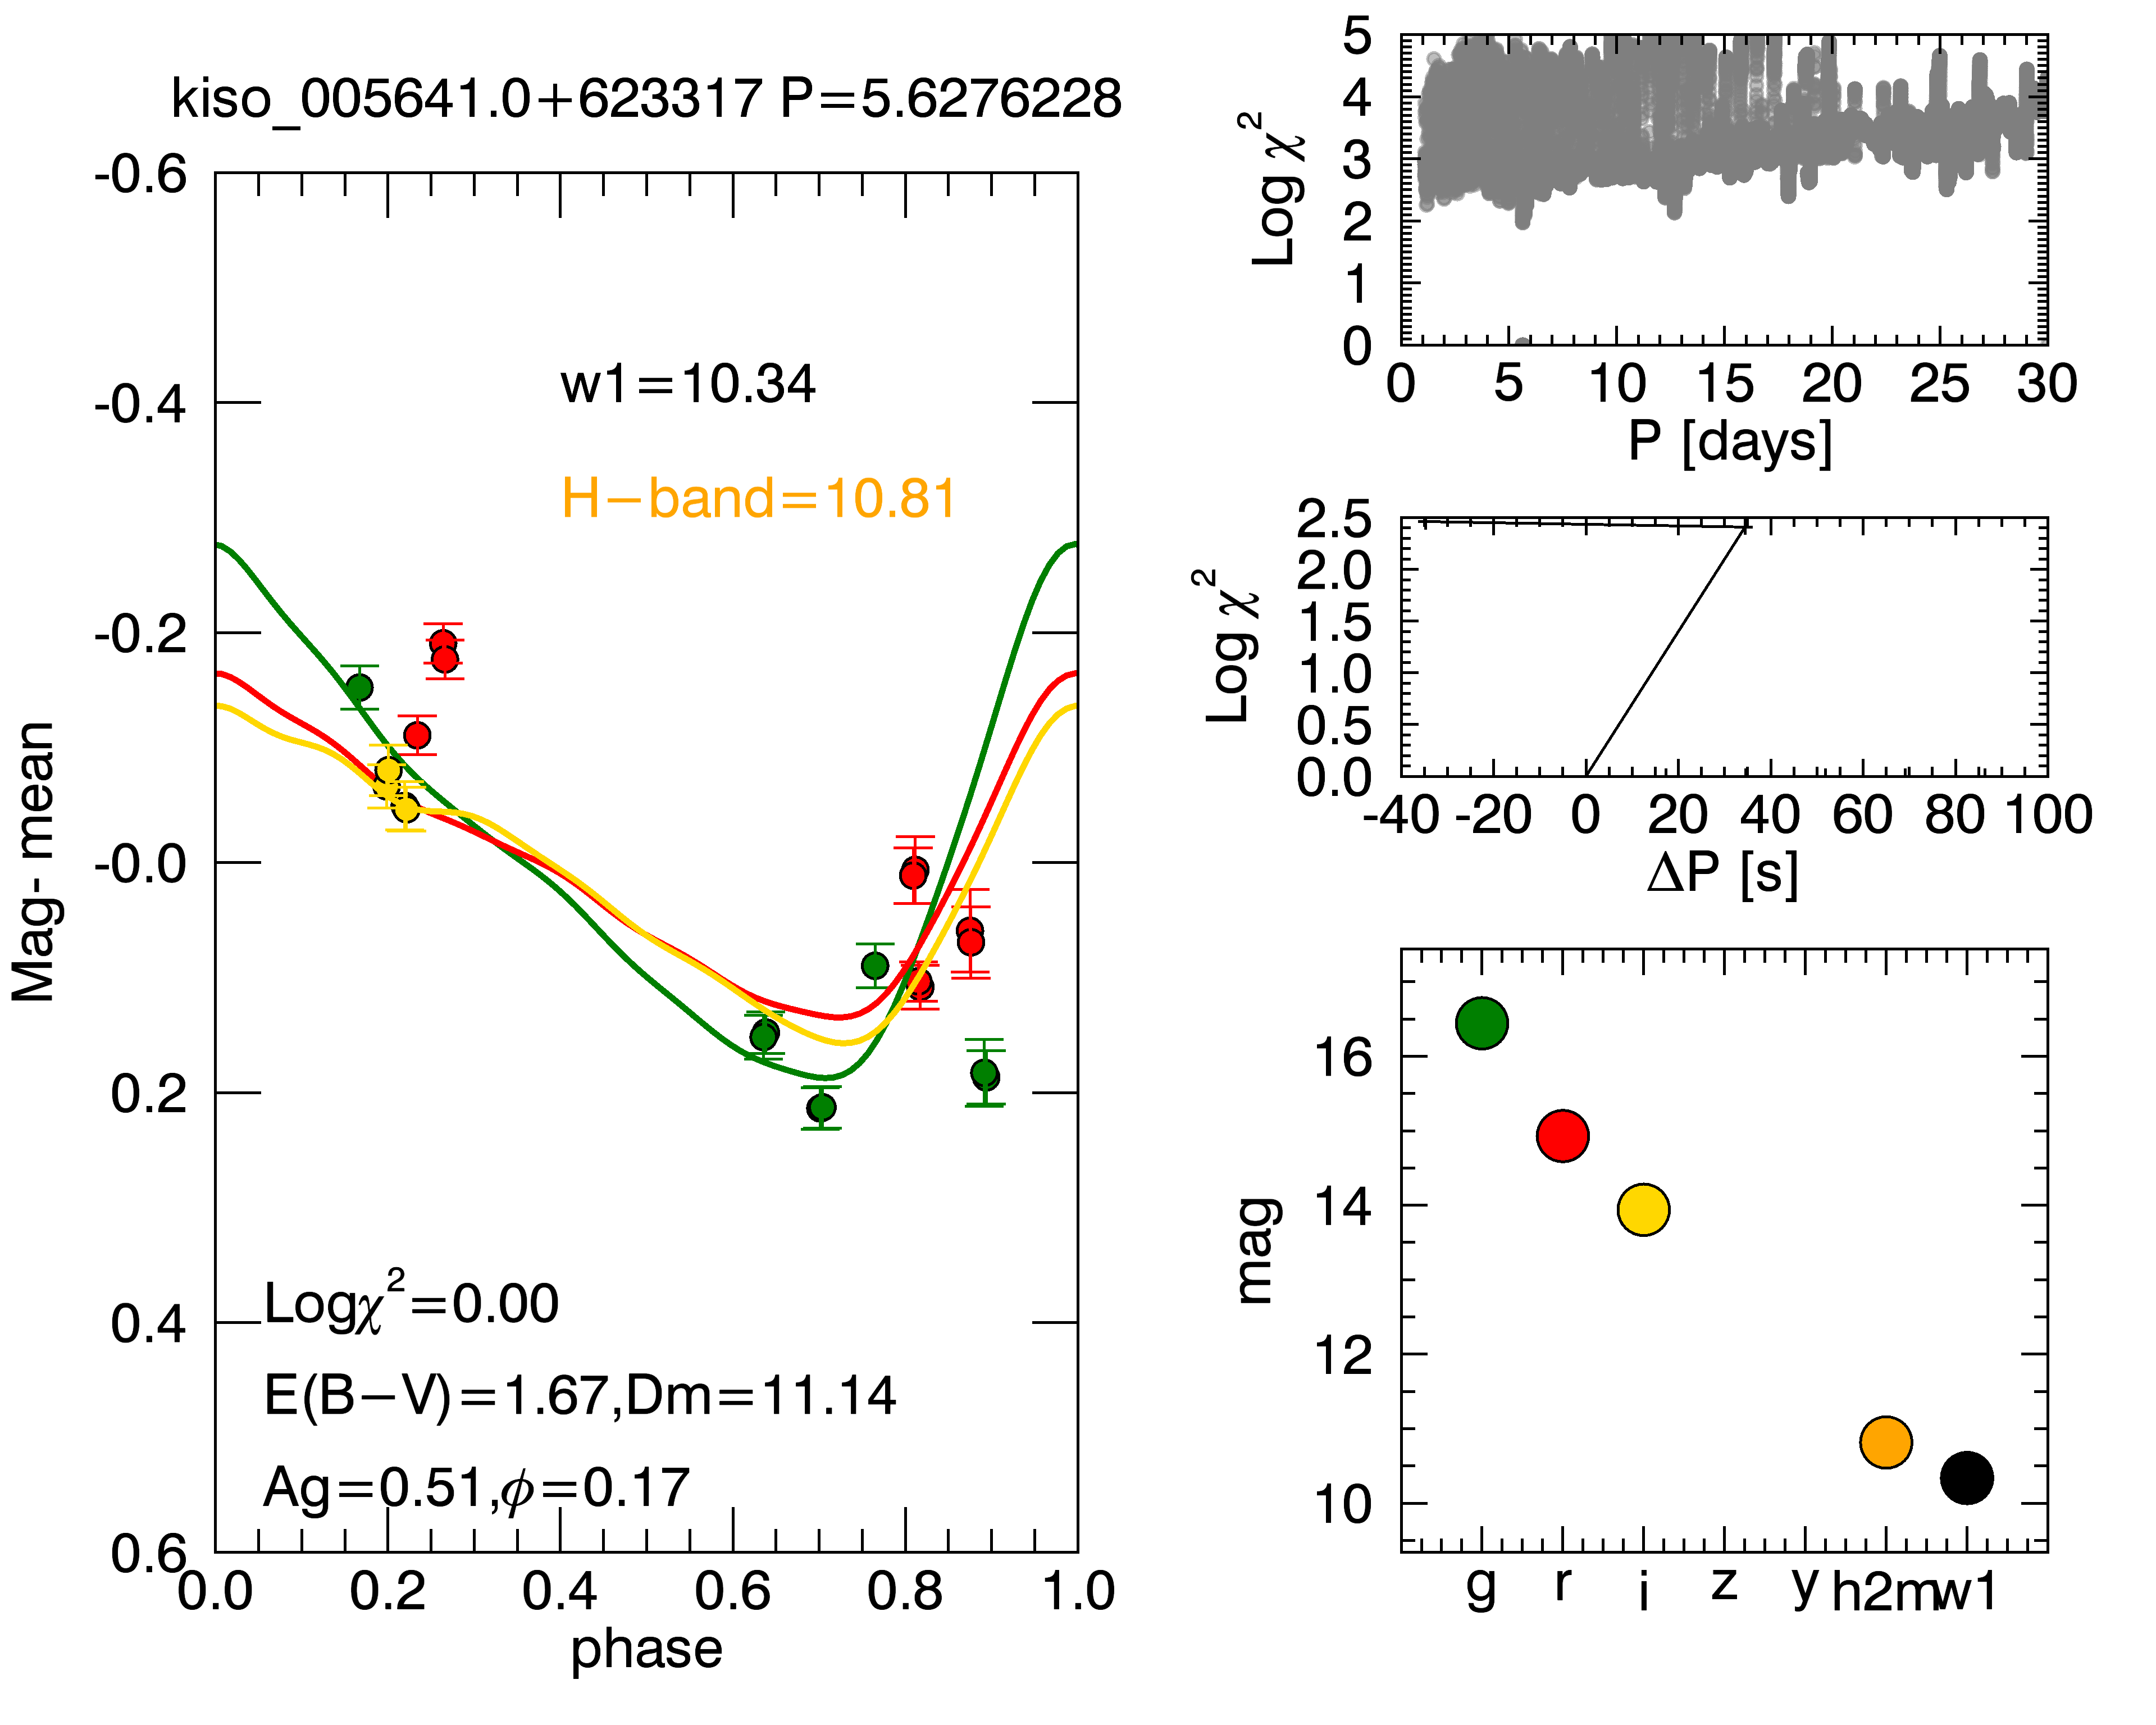 kiso_005641.0+623317 P=5.6276228
-0.6
-0.4
-0.2
-0.0
0.2
0.4
0.6
Mag- mean
w1=10.34
H−band=10.81
Logχ²=0.00
E(B−V)=1.67,Dm=11.14
Ag=0.51,ϕ=0.17
0.0 0.2 0.4 0.6 0.8 1.0
phase
5
4
3
2
1
0
Log χ²
0 5 10 15 20 25 30
P [days]
2.5
2.0
1.5
1.0
0.5
0.0
Log χ²
-40 -20 0 20 40 60 80 100
ΔP [s]
16
14
12
10
mag
g r i z y h2m w1